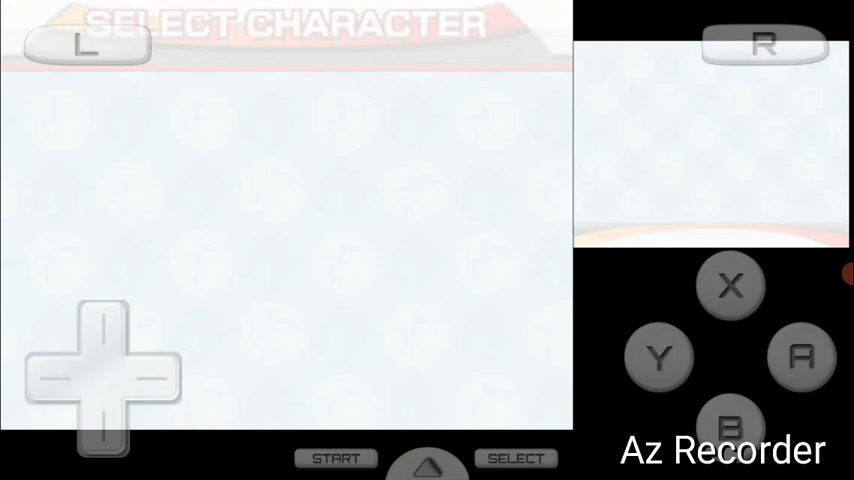 SELECT CHARACTER
L
R
X
Y
A
B
START
SELECT
Az Recorder